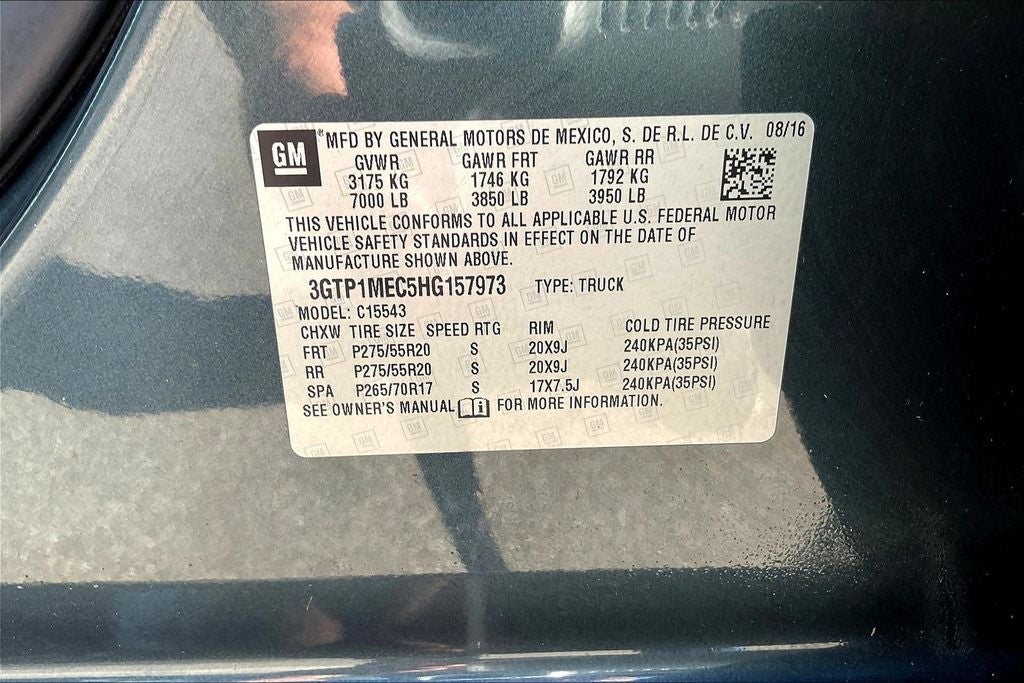 GM
MFD BY GENERAL MOTORS DE MEXICO, S. DE R.L. DE C.V. 08/16
GVWR GAWR FRT GAWR RR
3175 KG 1746 KG 1792 KG
7000 LB 3850 LB 3950 LB
THIS VEHICLE CONFORMS TO ALL APPLICABLE U.S. FEDERAL MOTOR
VEHICLE SAFETY STANDARDS IN EFFECT ON THE DATE OF
MANUFACTURE SHOWN ABOVE.
3GTP1MEC5HG157973 TYPE: TRUCK
MODEL: C15543
CHXW TIRE SIZE SPEED RTG RIM COLD TIRE PRESSURE
FRT P275/55R20 S 20X9J 240KPA(35PSI)
RR P275/55R20 S 20X9J 240KPA(35PSI)
SPA P265/70R17 S 17X7.5J 240KPA(35PSI)
SEE OWNER'S MANUAL FOR MORE INFORMATION.